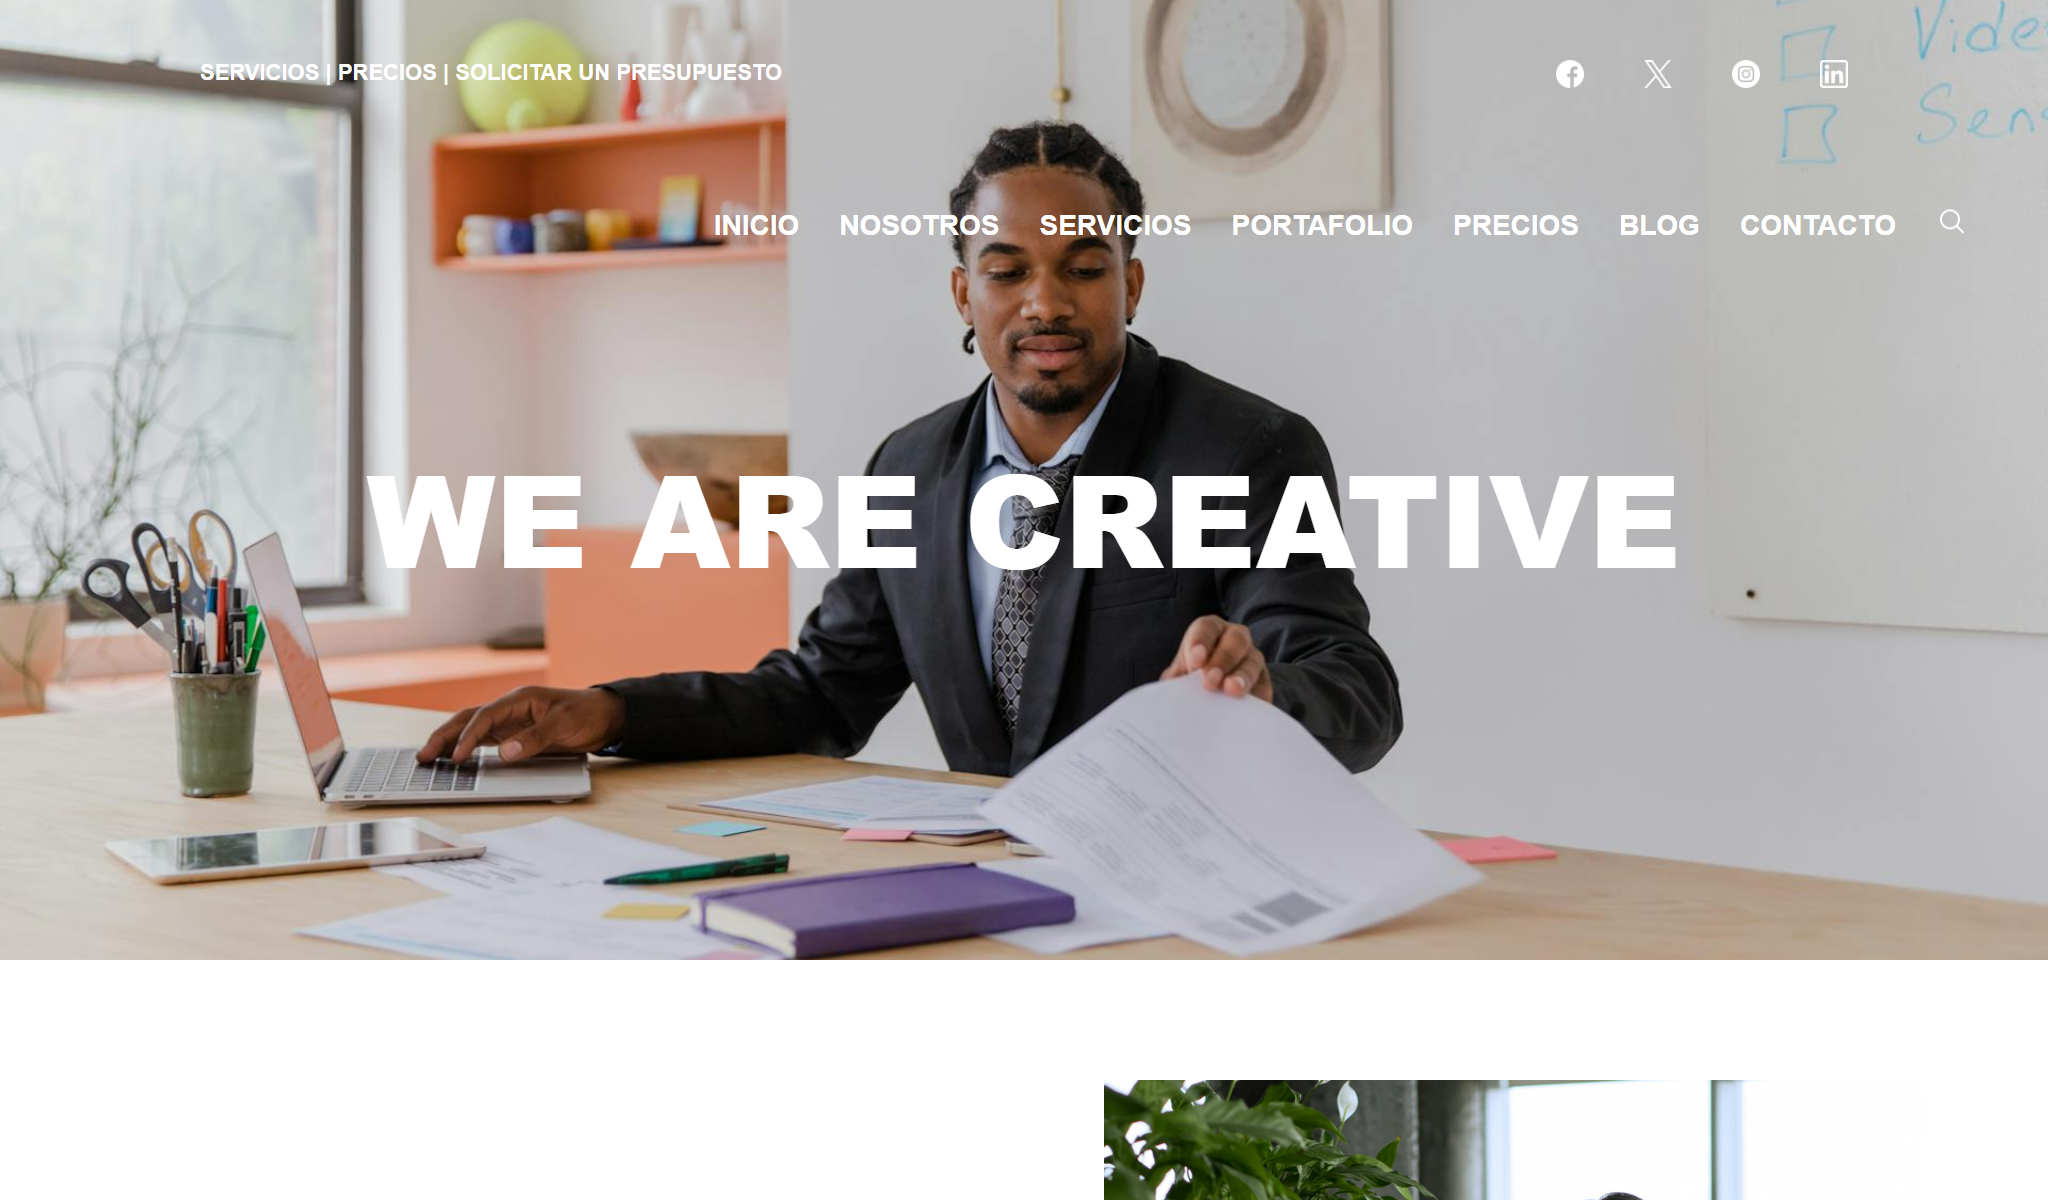 SERVICIOS | PRECIOS | SOLICITAR UN PRESUPUESTO
INICIO NOSOTROS SERVICIOS PORTAFOLIO PRECIOS BLOG CONTACTO
WE ARE CREATIVE